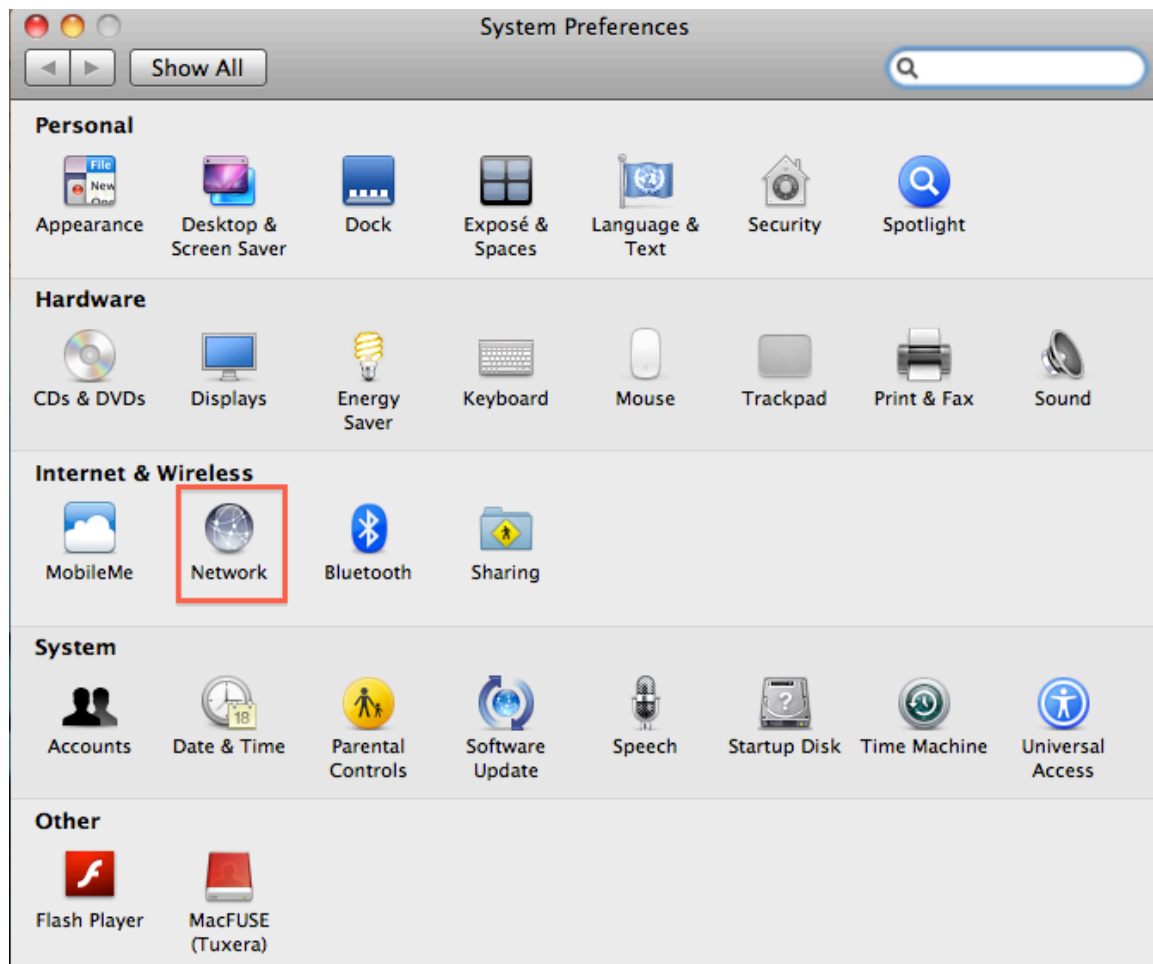 System Preferences
Show All
Personal
File
New
Appearance
Desktop &
Screen Saver
Dock
Exposé &
Spaces
Language &
Text
Security
Spotlight
Hardware
CDs & DVDs
Displays
Energy
Saver
Keyboard
Mouse
Trackpad
Print & Fax
Sound
Internet & Wireless
MobileMe
Network
Bluetooth
Sharing
System
18
?
Accounts
Date & Time
Parental
Controls
Software
Update
Speech
Startup Disk
Time Machine
Universal
Access
Other
Flash Player
MacFUSE
(Tuxera)